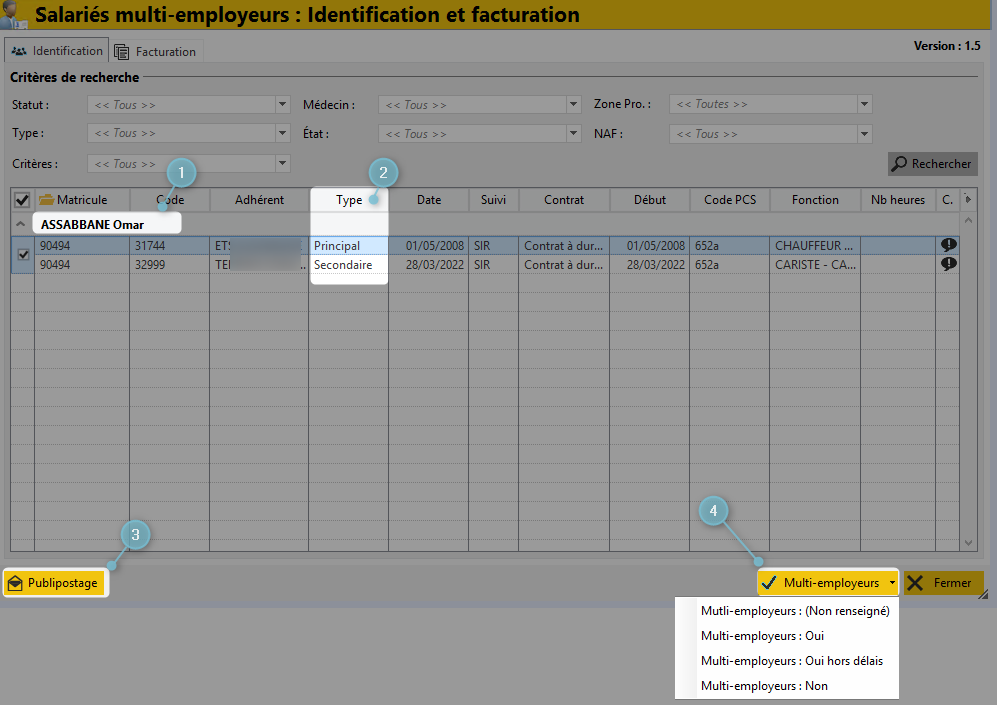 Salariés multi-employeurs : Identification et facturation
Identification Facturation Version : 1.5
Critères de recherche
Statut : << Tous >> Médecin : << Tous >> Zone Pro. : << Toutes >>
Type : << Tous >> État : << Tous >> NAF : << Tous >>
Critères : << Tous >> Rechercher
1 2
Matricule Code Adhérent Type Date Suivi Contrat Début Code PCS Fonction Nb heures C.
ASSABBANE Omar
90494 31744 ETS Principal 01/05/2008 SIR Contrat à dur... 01/05/2008 652a CHAUFFEUR ...
90494 32999 .. Secondaire 28/03/2022 SIR Contrat à dur... 28/03/2022 652a CARISTE - CA...
4
3
Publipostage Multi-employeurs Fermer
Mutli-employeurs : (Non renseigné)
Multi-employeurs : Oui
Multi-employeurs : Oui hors délais
Multi-employeurs : Non